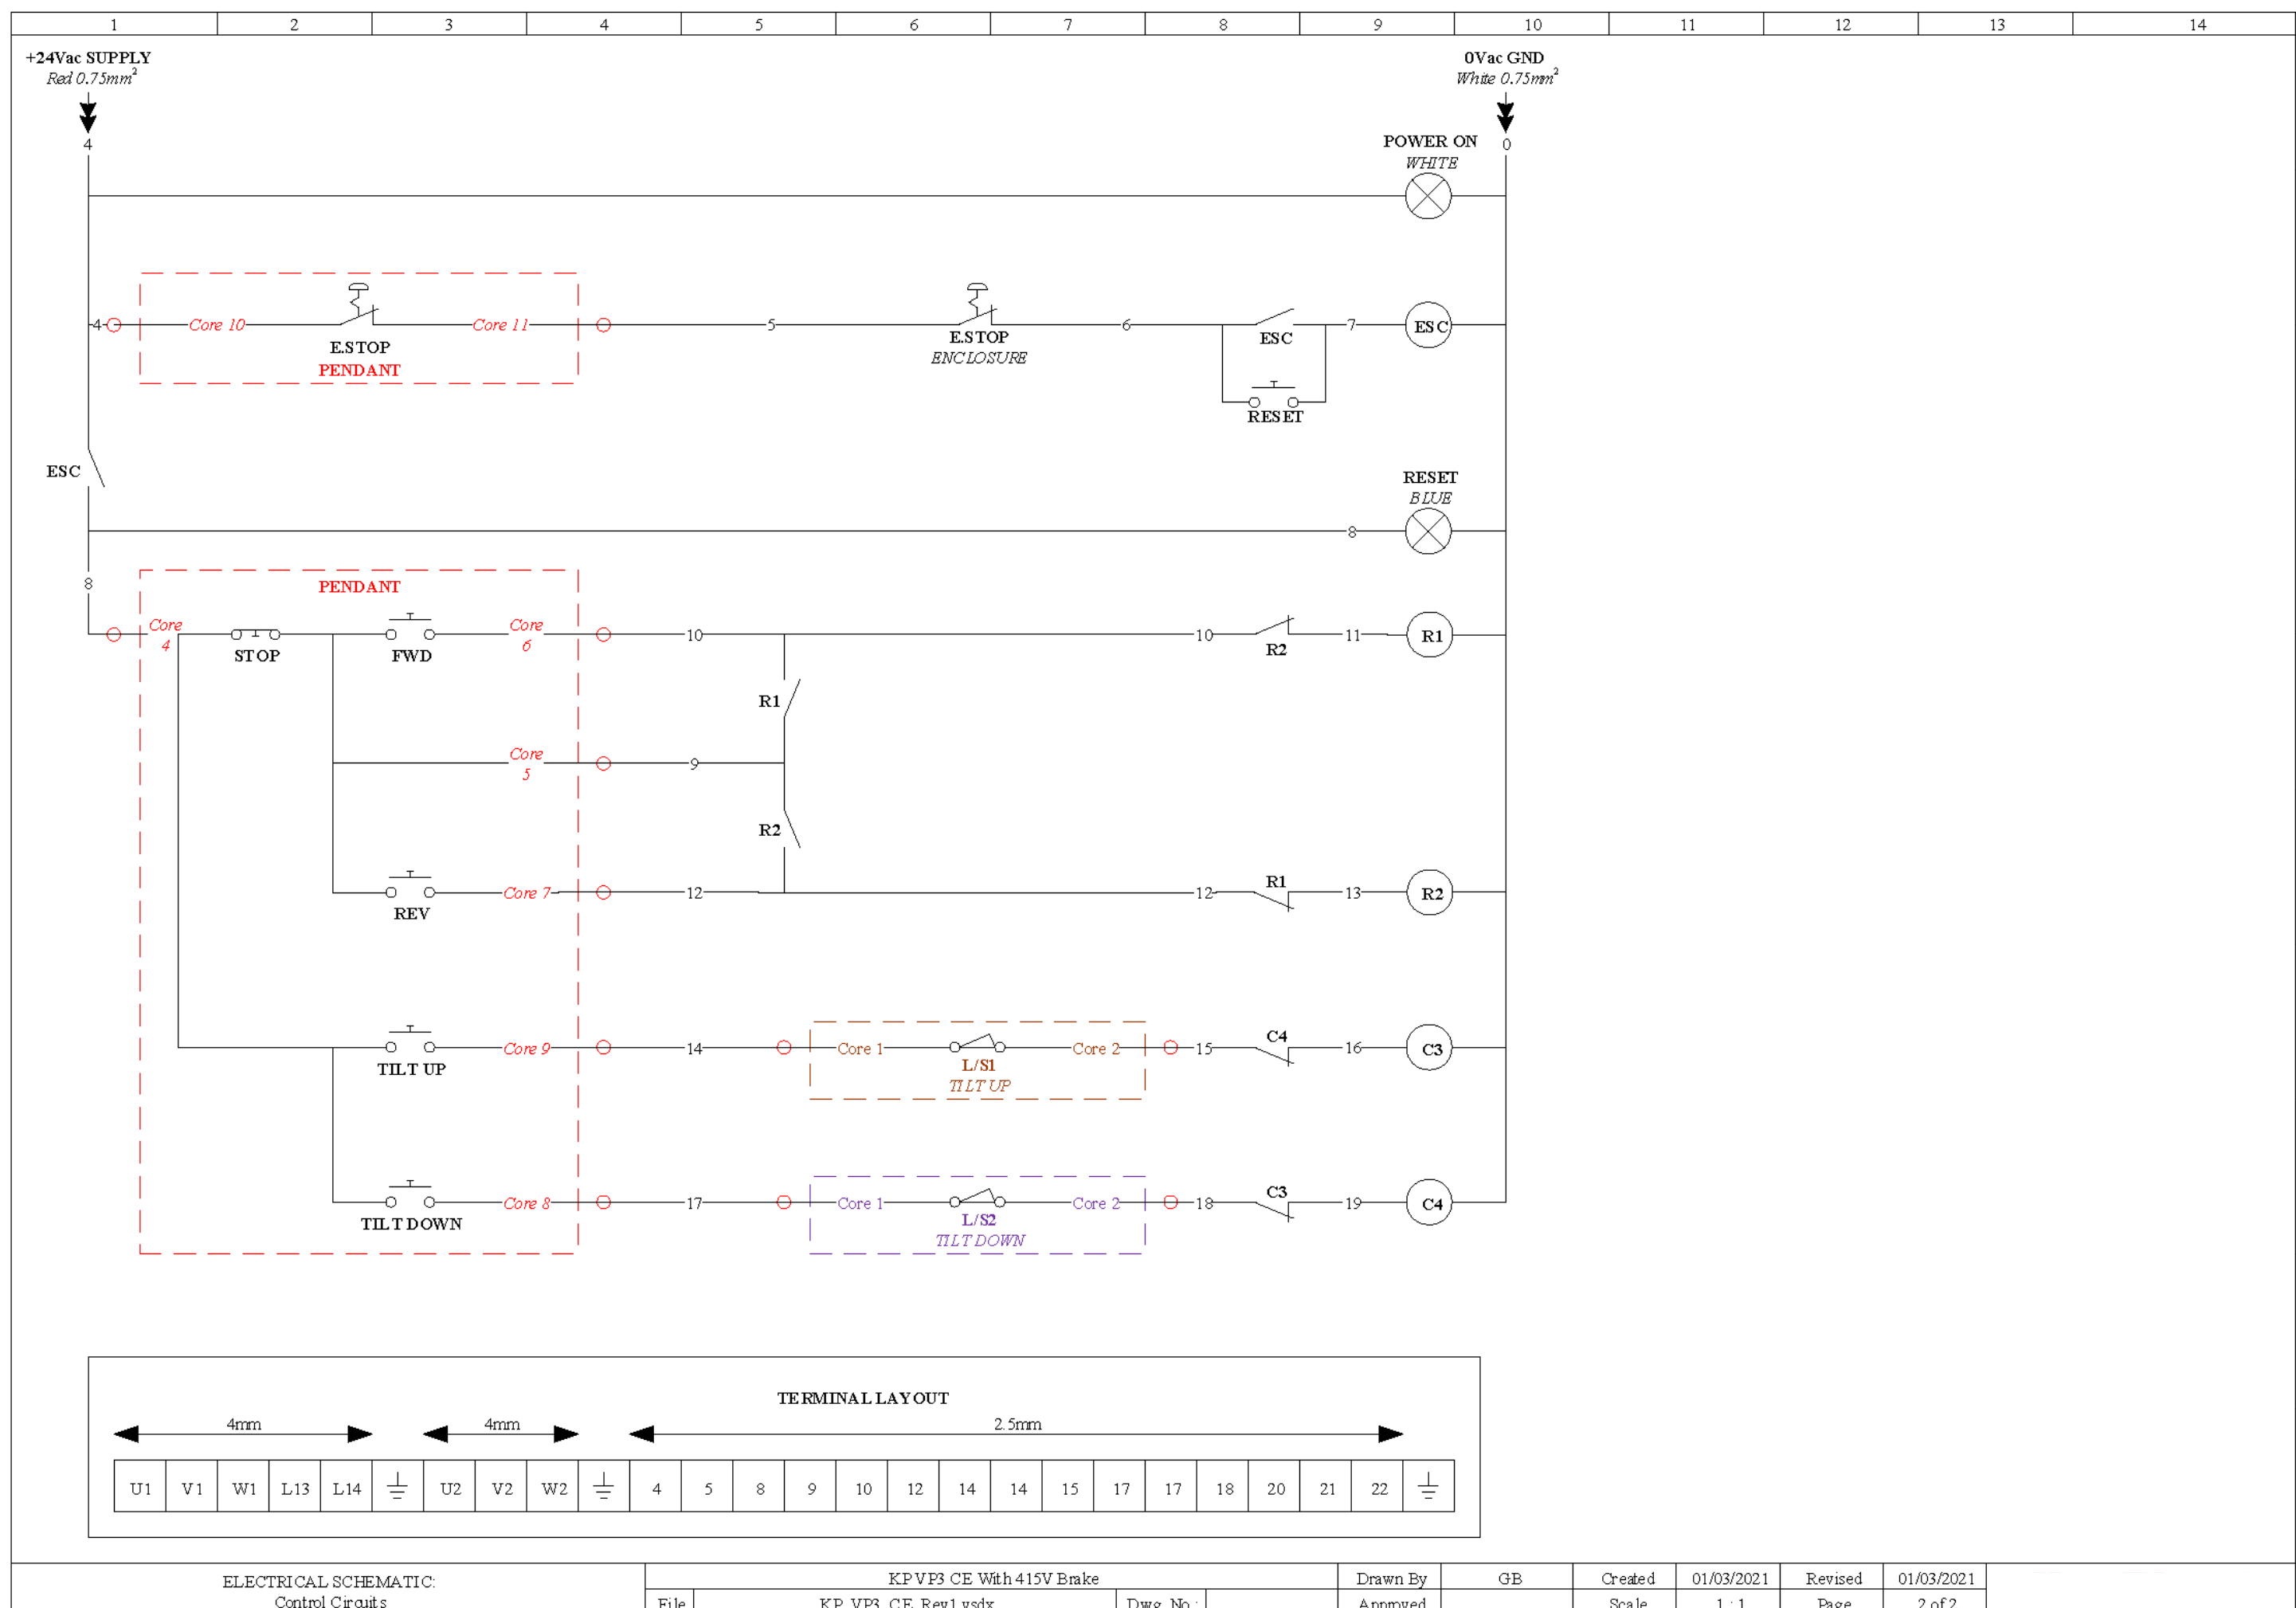 1 2 3 4 5 6 7 8 9 10 11 12 13 14
+24Vac SUPPLY
Red 0.75mm²
0Vac GND
White 0.75mm²
4
POWER ON
WHITE
0
4 Core 10 Core 11 5 6 ESC 7 ESC
E.STOP
PENDANT
E.STOP
ENCLOSURE
RESET
ESC
RESET
BLUE
8
8
PENDANT
Core 4
STOP
FWD
Core 6
10
10
R2
11
R1
R1
Core 5
9
R2
REV
Core 7
12
12
R1
13
R2
TILT UP
Core 9
14
Core 1
L/S1
TILT UP
Core 2
15
C4
16
C3
TILT DOWN
Core 8
17
Core 1
L/S2
TILT DOWN
Core 2
18
C3
19
C4
TERMINAL LAYOUT
4mm 4mm 2.5mm
U1 V1 W1 L13 L14 U2 V2 W2 4 5 8 9 10 12 14 14 15 17 17 18 20 21 22
ELECTRICAL SCHEMATIC:
Control Circuits
KPVP3 CE With 415V Brake
Drawn By GB Created 01/03/2021 Revised 01/03/2021
File KP_VP3_CE_Rev1.vsdx Dwg. No.: Approved Scale 1 : 1 Page 2 of 2